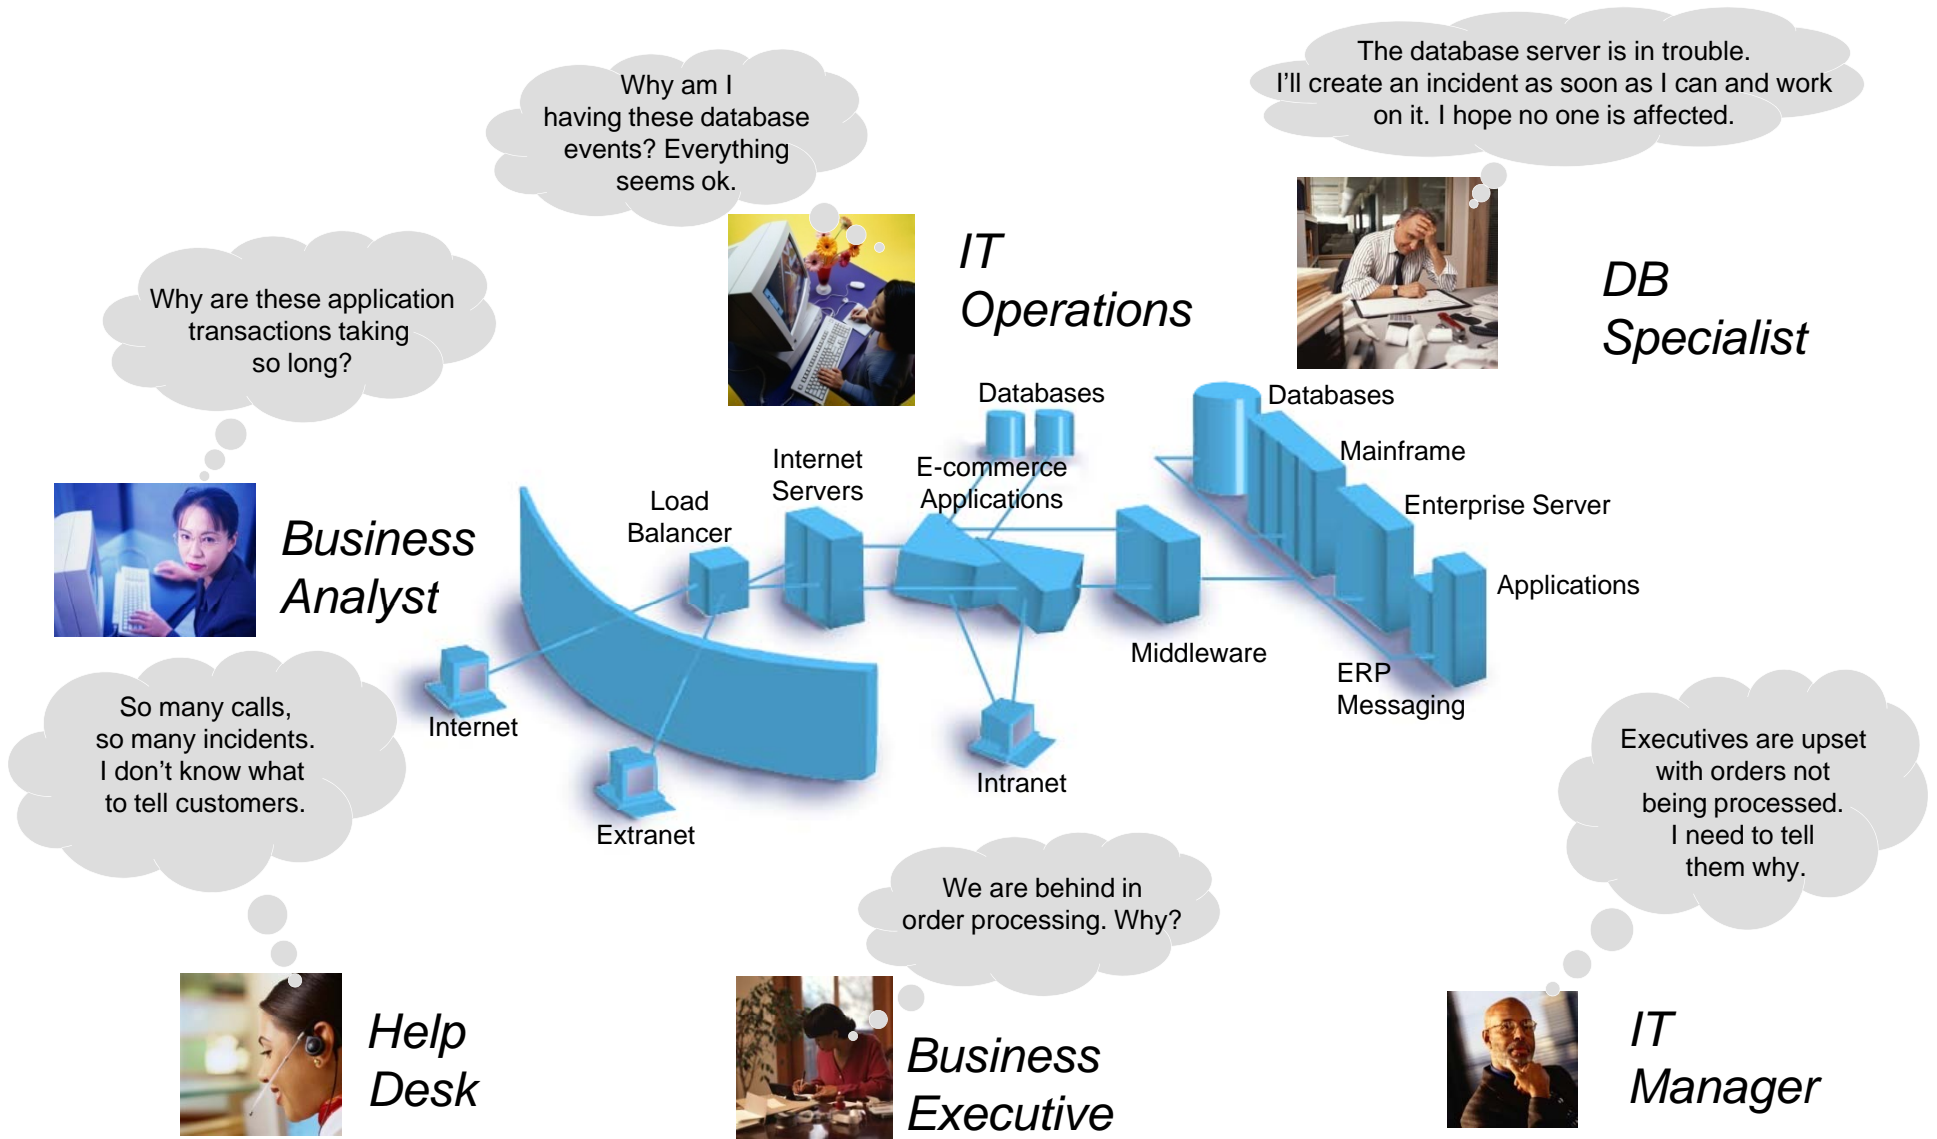 The database server is in trouble.
I’ll create an incident as soon as I can and work
on it. I hope no one is affected.
Why am I
having these database
events? Everything
seems ok.
IT
Operations
DB
Specialist
Why are these application
transactions taking
so long?
Business
Analyst
Databases
Databases
Mainframe
Internet
Servers
E-commerce
Applications
Load
Balancer
Enterprise Server
Applications
Middleware
ERP
Messaging
Internet
Intranet
Extranet
So many calls,
so many incidents.
I don’t know what
to tell customers.
Executives are upset
with orders not
being processed.
I need to tell
them why.
We are behind in
order processing. Why?
Help
Desk
Business
Executive
IT
Manager